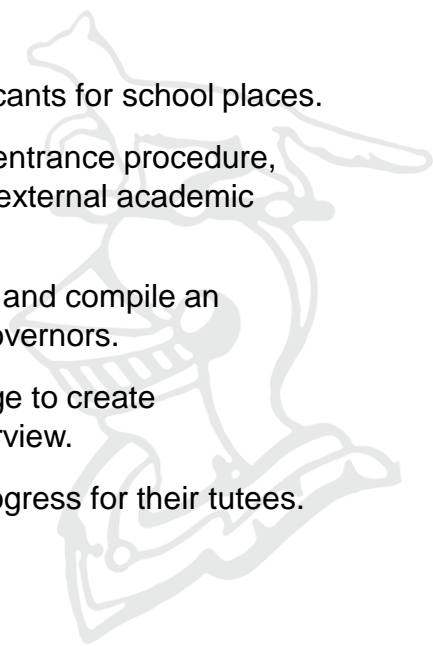 cants for school places.
entrance procedure,
external academic
and compile an
overnors.
ge to create
rview.
ogress for their tutees.